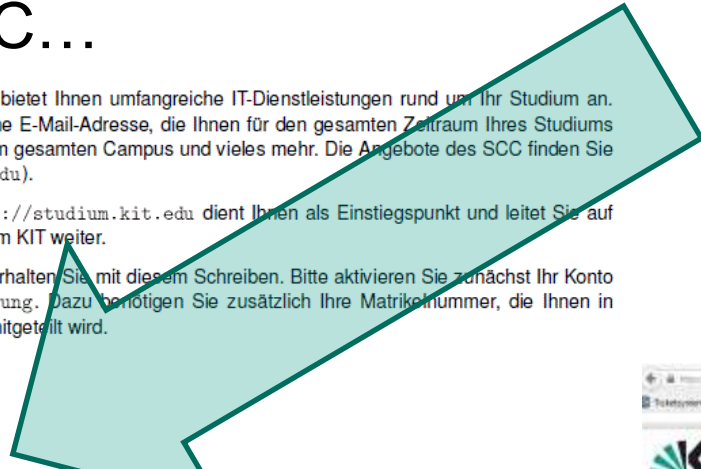 C...
bietet Ihnen umfangreiche IT-Dienstleistungen rund um Ihr Studium an.
ne E-Mail-Adresse, die Ihnen für den gesamten Zeitraum Ihres Studiums
m gesamten Campus und vieles mehr. Die Angebote des SCC finden Sie
du).
://studium.kit.edu dient Ihnen als Einstiegspunkt und leitet Sie auf
m KIT weiter.
rhalten Sie mit diesem Schreiben. Bitte aktivieren Sie zunächst Ihr Konto
ung. Dazu benötigen Sie zusätzlich Ihre Matrikelnummer, die Ihnen in
itgeteilt wird.